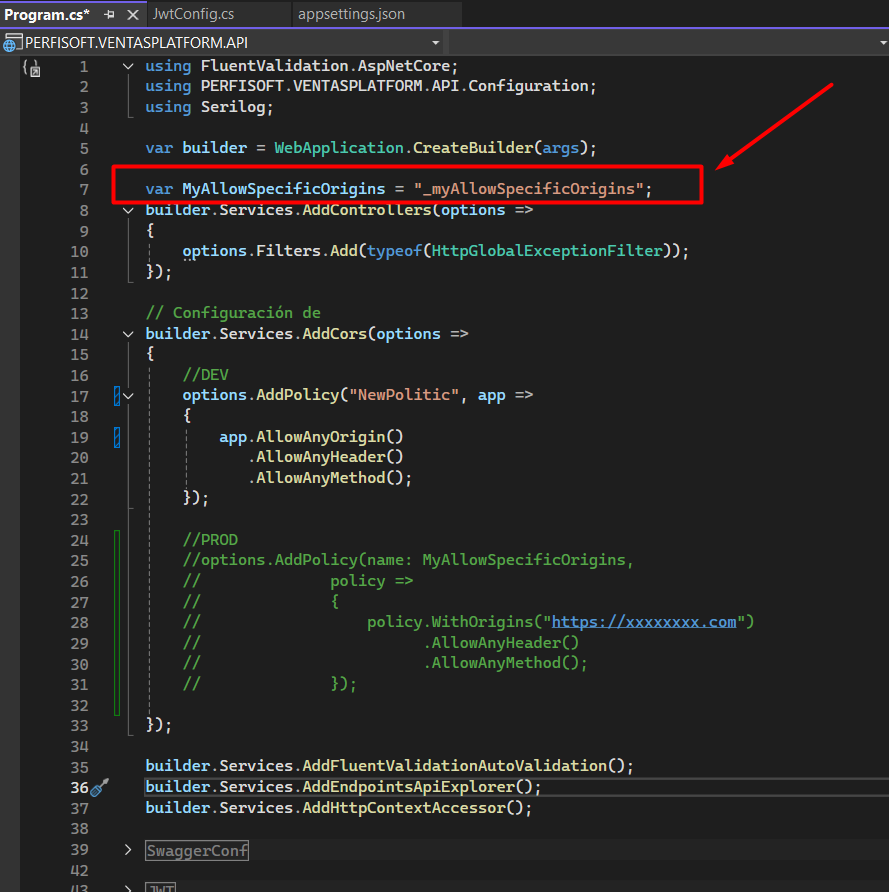 Program.cs*
JwtConfig.cs
appsettings.json
PERFISOFT.VENTASPLATFORM.API
1 using FluentValidation.AspNetCore;
2 using PERFISOFT.VENTASPLATFORM.API.Configuration;
3 using Serilog;
4
5 var builder = WebApplication.CreateBuilder(args);
6
7 var MyAllowSpecificOrigins = "_myAllowSpecificOrigins";
8 builder.Services.AddControllers(options =>
9 {
10 options.Filters.Add(typeof(HttpGlobalExceptionFilter));
11 });
12
13 // Configuración de
14 builder.Services.AddCors(options =>
15 {
16 //DEV
17 options.AddPolicy("NewPolitic", app =>
18 {
19 app.AllowAnyOrigin()
20 .AllowAnyHeader()
21 .AllowAnyMethod();
22 });
23
24 //PROD
25 //options.AddPolicy(name: MyAllowSpecificOrigins,
26 // policy =>
27 // {
28 // policy.WithOrigins("https://xxxxxxxx.com")
29 // .AllowAnyHeader()
30 // .AllowAnyMethod();
31 // });
32
33 });
34
35 builder.Services.AddFluentValidationAutoValidation();
36 builder.Services.AddEndpointsApiExplorer();
37 builder.Services.AddHttpContextAccessor();
38
39 SwaggerConf
42
43 JWT